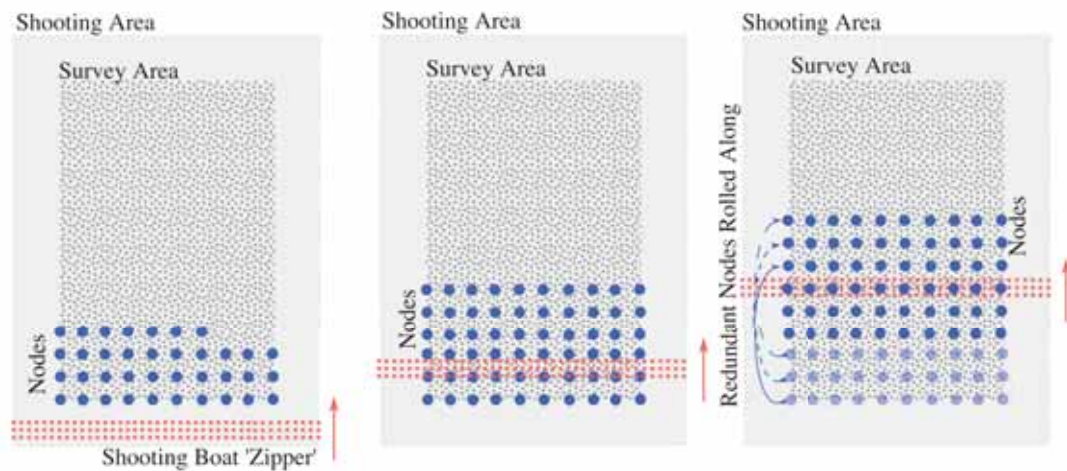 Shooting Area
Survey Area
Nodes
Shooting Boat 'Zipper'
Shooting Area
Survey Area
Nodes
Shooting Area
Survey Area
Redundant Nodes Rolled Along
Nodes